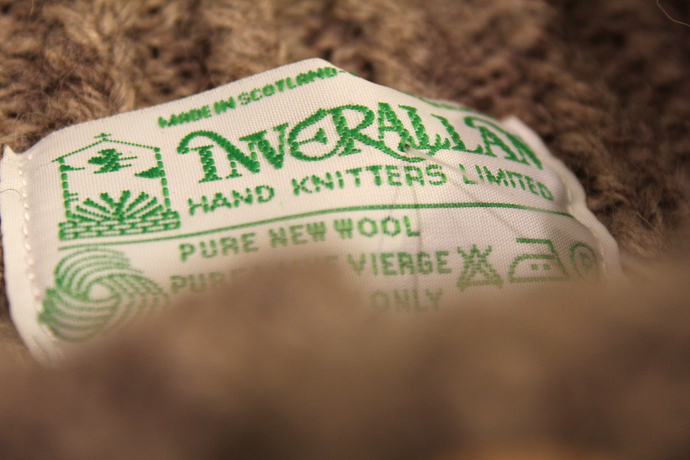 MADE IN SCOTLAND
INVERALLAN
HAND KNITTERS LIMITED
PURE NEW WOOL
VIERGE
ONLY